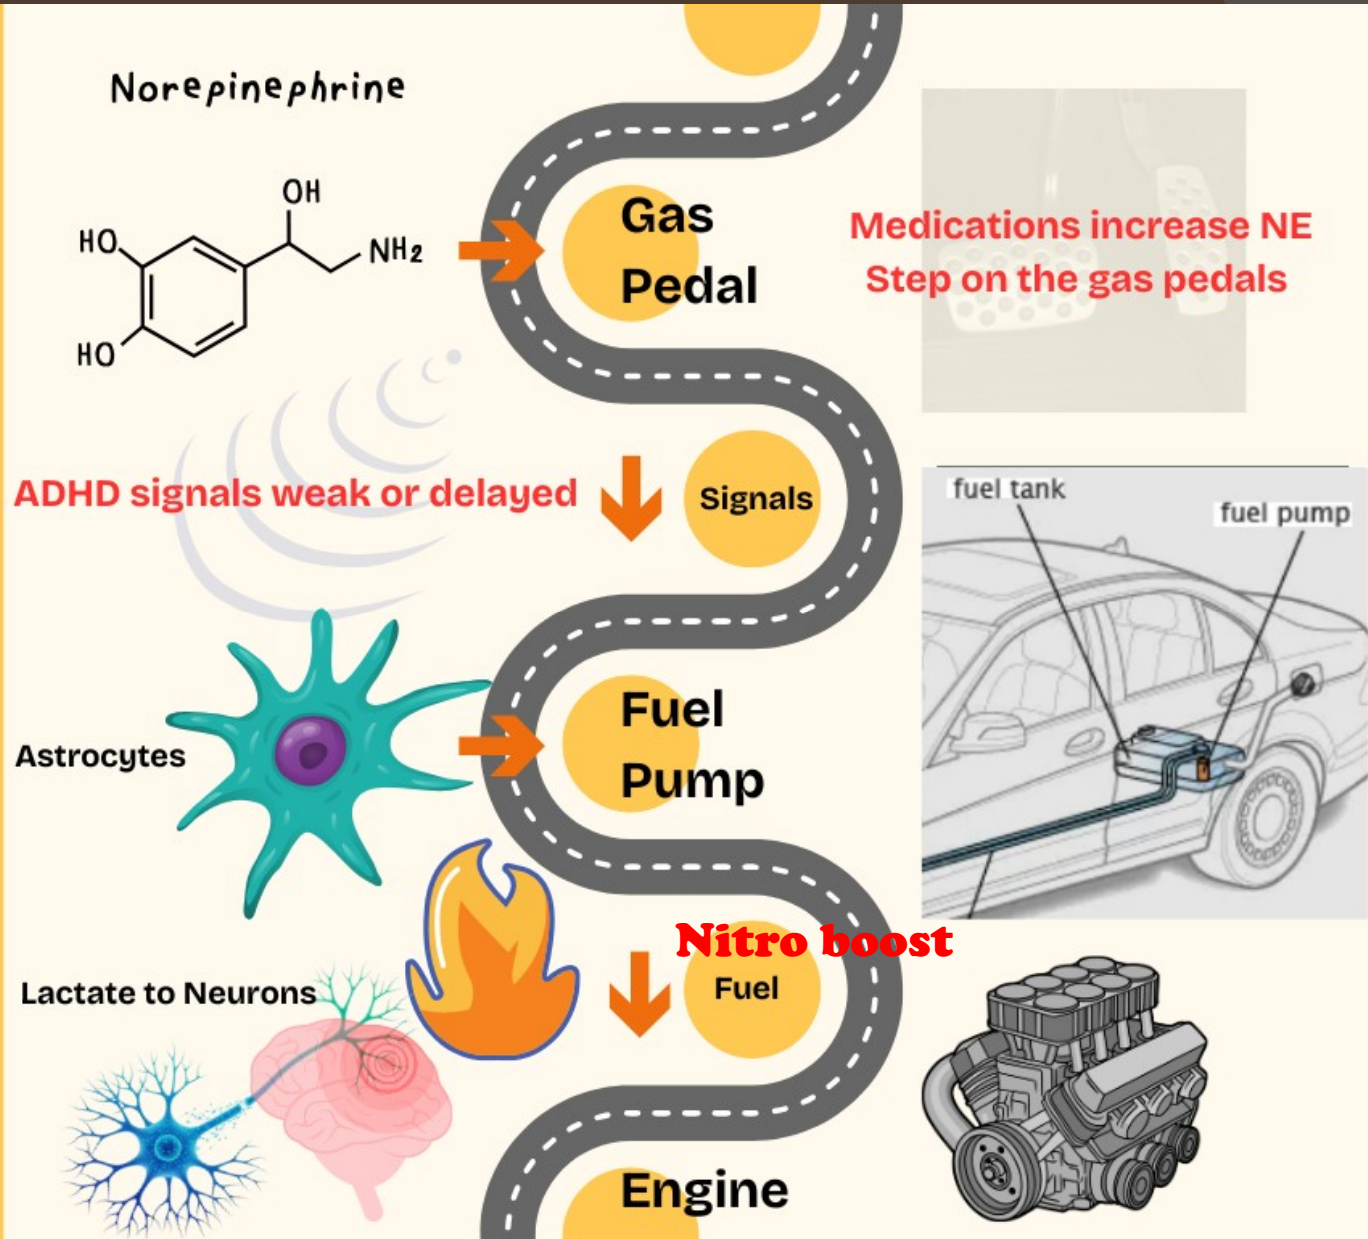 Norepinephrine
OH
HO
NH2
HO
Gas
Pedal
Medications increase NE
Step on the gas pedals
ADHD signals weak or delayed
Signals
fuel tank
fuel pump
Astrocytes
Fuel
Pump
Nitro boost
Fuel
Lactate to Neurons
Engine